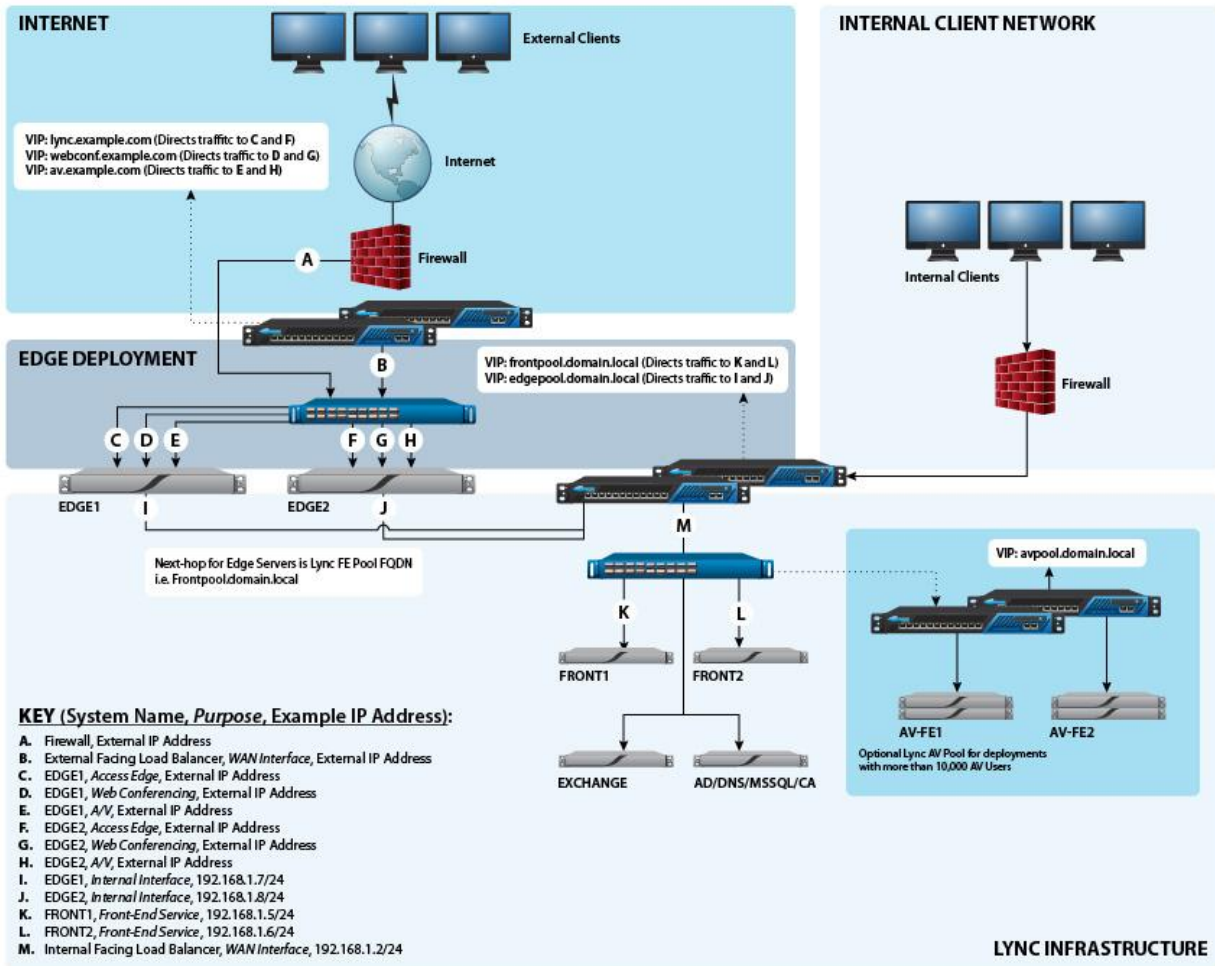 INTERNET
External Clients
VIP: lync.example.com (Directs traffitc to C and F)
VIP: webconf.example.com (Directs traffic to D and G)
VIP: av.example.com (Directs traffic to E and H)
Internet
Firewall
A
INTERNAL CLIENT NETWORK
Internal Clients
Firewall
EDGE DEPLOYMENT
B
VIP: frontpool.domain.local (Directs traffic to K and L)
VIP: edgepool.domain.local (Directs traffic to I and J)
C D E F G H
EDGE1
I
EDGE2
J
Next-hop for Edge Servers is Lync FE Pool FQDN
i.e. Frontpool.domain.local
M
K
L
FRONT1
FRONT2
EXCHANGE
AD/DNS/MSSQL/CA
VIP: avpool.domain.local
AV-FE1
AV-FE2
Optional Lync AV Pool for deployments
with more than 10,000 AV Users
KEY (System Name, Purpose, Example IP Address):
A. Firewall, External IP Address
B. External Facing Load Balancer, WAN Interface, External IP Address
C. EDGE1, Access Edge, External IP Address
D. EDGE1, Web Conferencing, External IP Address
E. EDGE1, A/V, External IP Address
F. EDGE2, Access Edge, External IP Address
G. EDGE2, Web Conferencing, External IP Address
H. EDGE2, A/V, External IP Address
I. EDGE1, Internal Interface, 192.168.1.7/24
J. EDGE2, Internal Interface, 192.168.1.8/24
K. FRONT1, Front-End Service, 192.168.1.5/24
L. FRONT2, Front-End Service, 192.168.1.6/24
M. Internal Facing Load Balancer, WAN Interface, 192.168.1.2/24
LYNC INFRASTRUCTURE